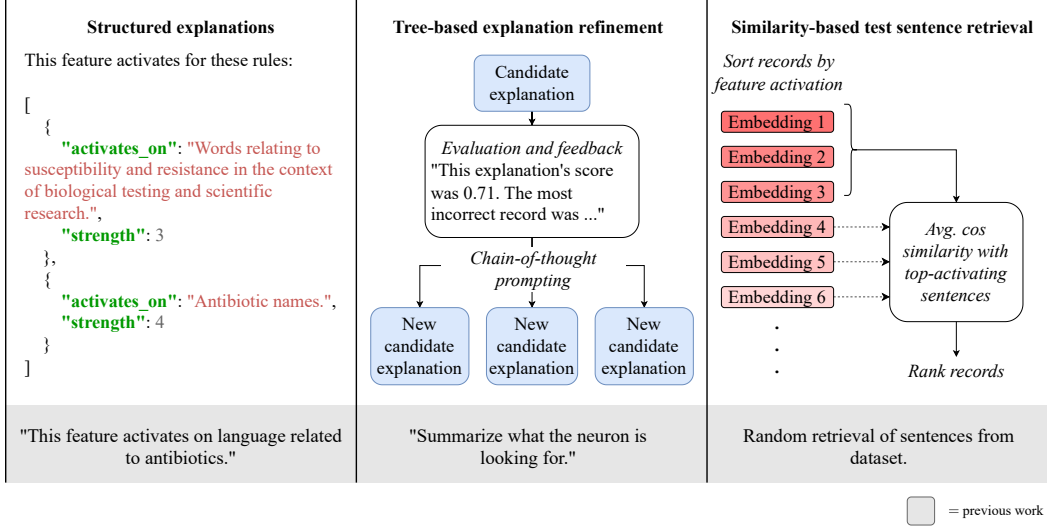 Structured explanations
This feature activates for these rules:
[
{
"activates_on": "Words relating to
susceptibility and resistance in the context
of biological testing and scientific
research.",
"strength": 3
},
{
"activates_on": "Antibiotic names.",
"strength": 4
}
]
"This feature activates on language related
to antibiotics."
Tree-based explanation refinement
Candidate
explanation
Evaluation and feedback
"This explanation's score
was 0.71. The most
incorrect record was ..."
Chain-of-thought
prompting
New
candidate
explanation
New
candidate
explanation
New
candidate
explanation
"Summarize what the neuron is
looking for."
Similarity-based test sentence retrieval
Sort records by
feature activation
Embedding 1
Embedding 2
Embedding 3
Embedding 4
Embedding 5
Embedding 6
.
.
.
Avg. cos
similarity with
top-activating
sentences
Rank records
Random retrieval of sentences from
dataset.
= previous work